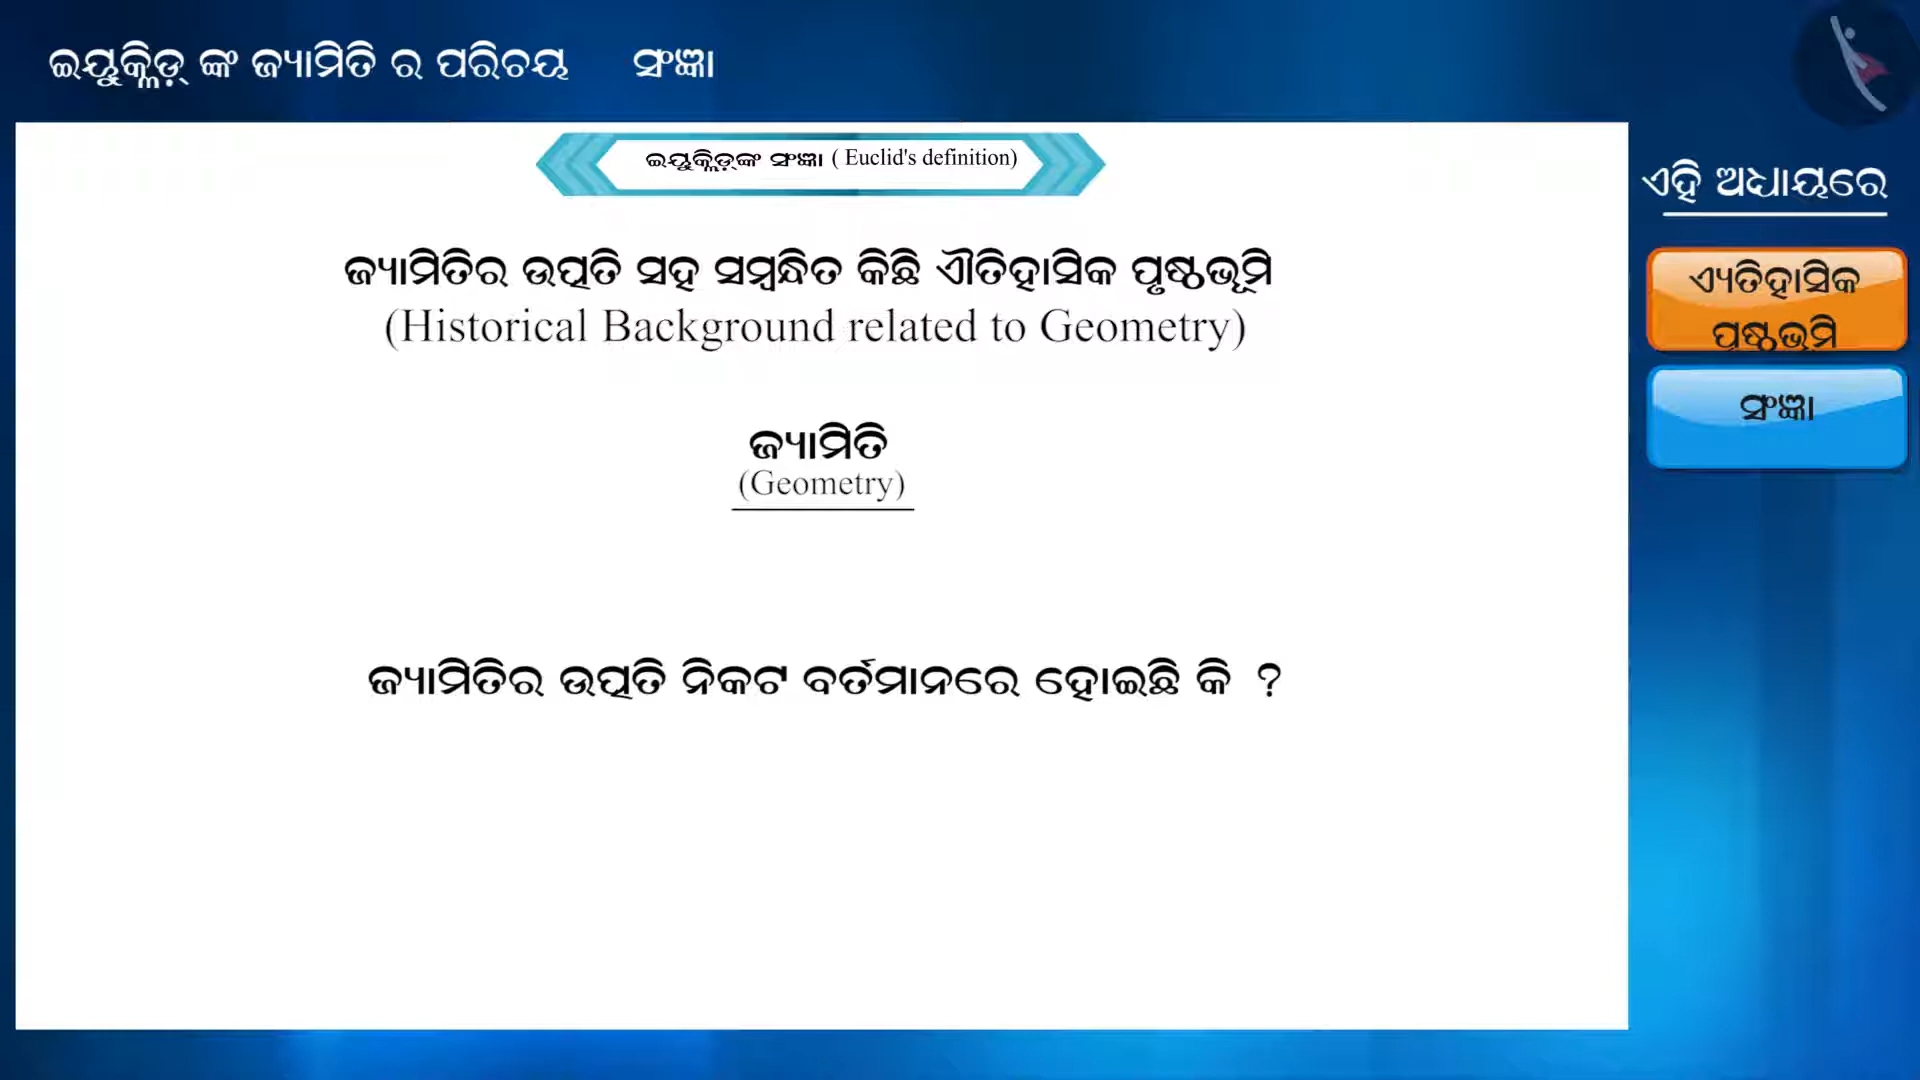 ଇୟୁକ୍ଲିଡ୍ ଙ୍କ ଜ୍ୟାମିତି ର ପରିଚୟ ସଂଜ୍ଞା
ଇୟୁକ୍ଲିଡ୍‌ଙ୍କ ସଂଜ୍ଞା ( Euclid's definition)
ଏହି ଅଧ୍ୟାୟରେ
ଜ୍ୟାମିତିର ଉତ୍ପତି ସହ ସମ୍ବନ୍ଧିତ କିଛି ଐତିହାସିକ ପୃଷ୍ଠଭୂମି
(Historical Background related to Geometry)
ଏ୍ୟତିହାସିକ
ପୃଷ୍ଠଭୂମି
ସଂଜ୍ଞା
ଜ୍ୟାମିତି
(Geometry)
ଜ୍ୟାମିତିର ଉତ୍ପତି ନିକଟ ବର୍ତମାନରେ ହୋଇଛି କି ?